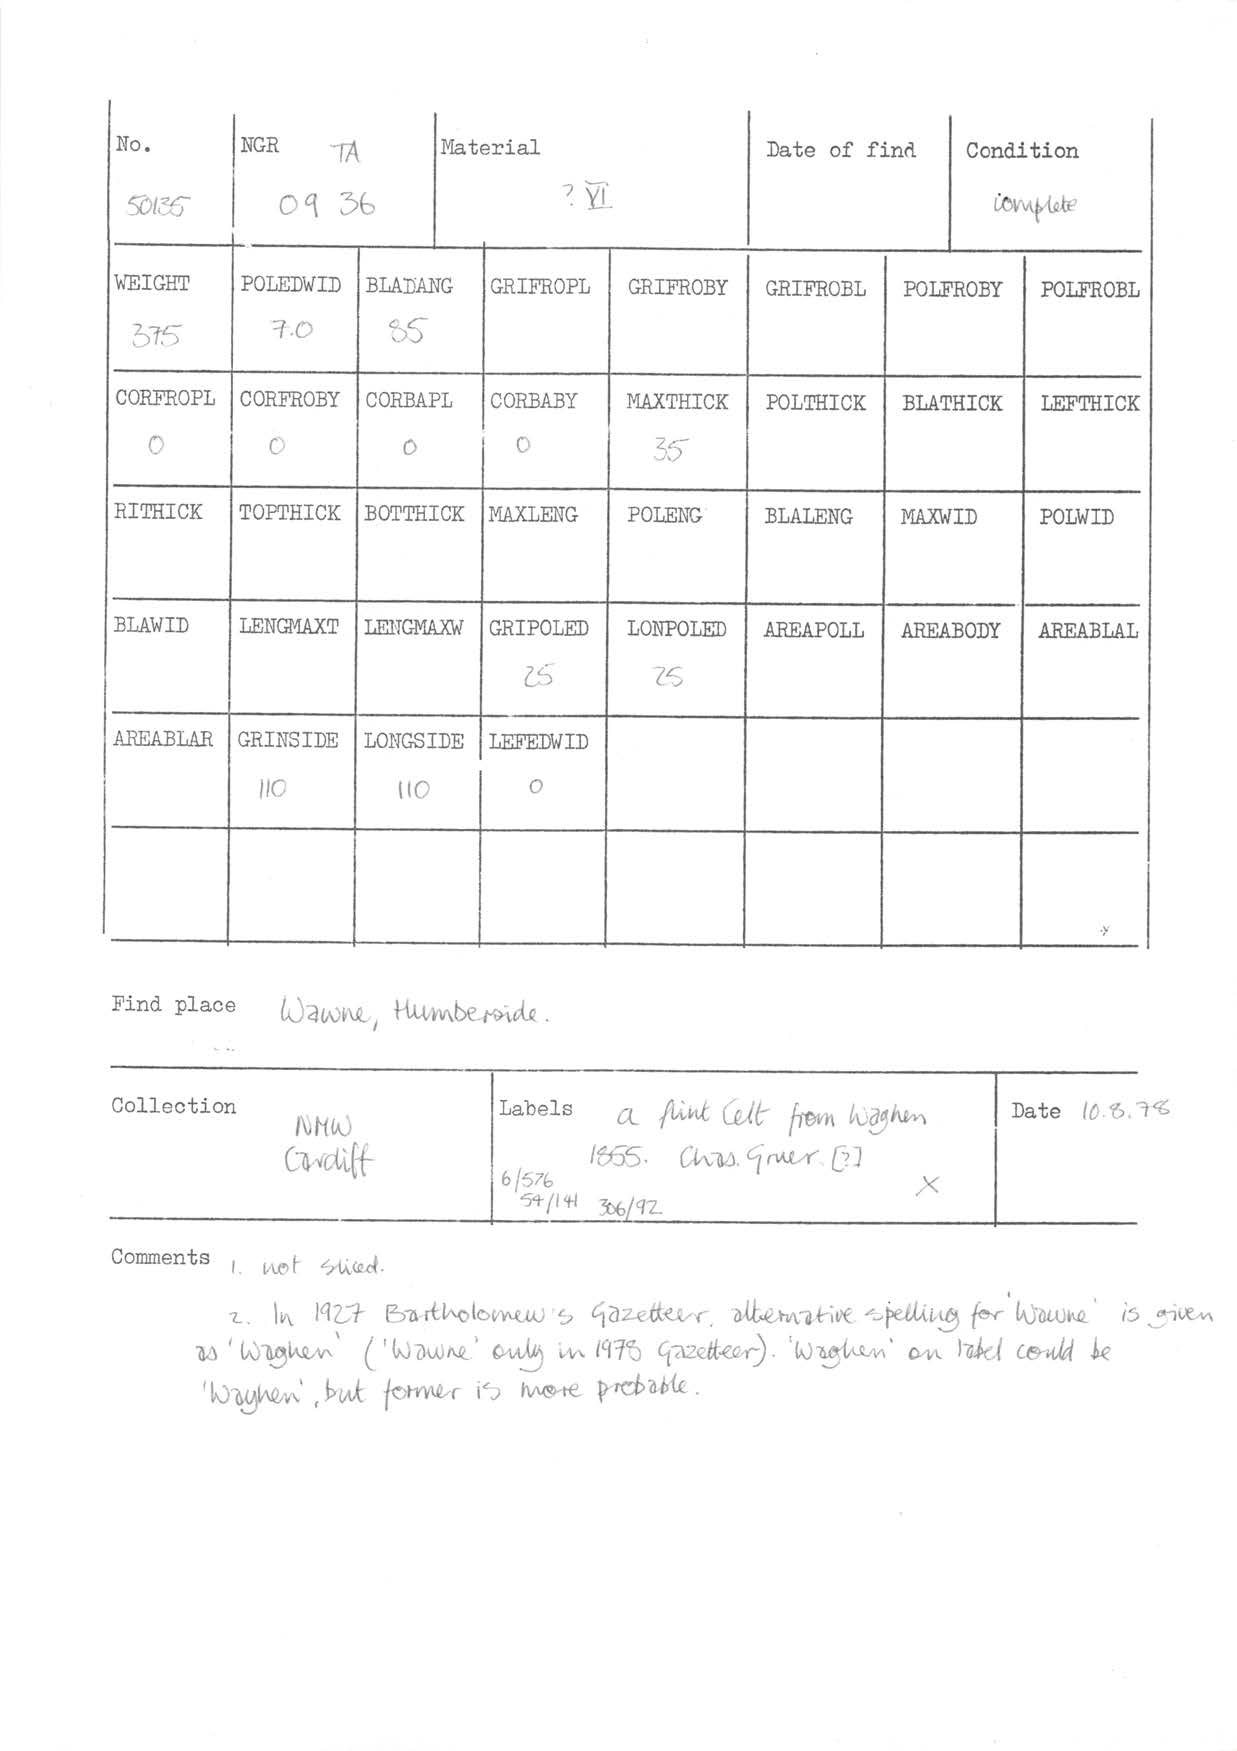 No. NGR TA Material Date of find Condition
50135 09 36 ? VI complete
WEIGHT POLEDWID BLADANG GRIFROPL GRIFROBY GRIFROBL POLFROBY POLFROBL
375 7.0 85
CORFROPL CORFROBY CORBAPL CORBABY MAXTHICK POLTHICK BLATHICK LEFTHICK
0 0 0 0 35
RITHICK TOPTHICK BOTTHICK MAXLENG POLENG BLALENG MAXWID POLWID
BLAWID LENGMAXT LENGMAXW GRIPOLED LONPOLED AREAPOLL AREABODY AREABLAL
25 25
AREABLAR GRINSIDE LONGSIDE LEFEDWID
110 110 0
Find place Wawne, Humberside.
Collection Labels a flint Celt from Waghen Date 10.8.78
NMW
Cardiff 1855. Chas. Gruer. [?]
6/576 X
54/141 306/92
Comments 1. not sliced.
2. In 1927 Bartholomew's Gazetteer, alternative spelling for 'Wawne' is given
as 'Waghen' ('Wawne' only in 1978 Gazetteer). 'Waghen' on label could be
'Wayhen', but former is more probable.